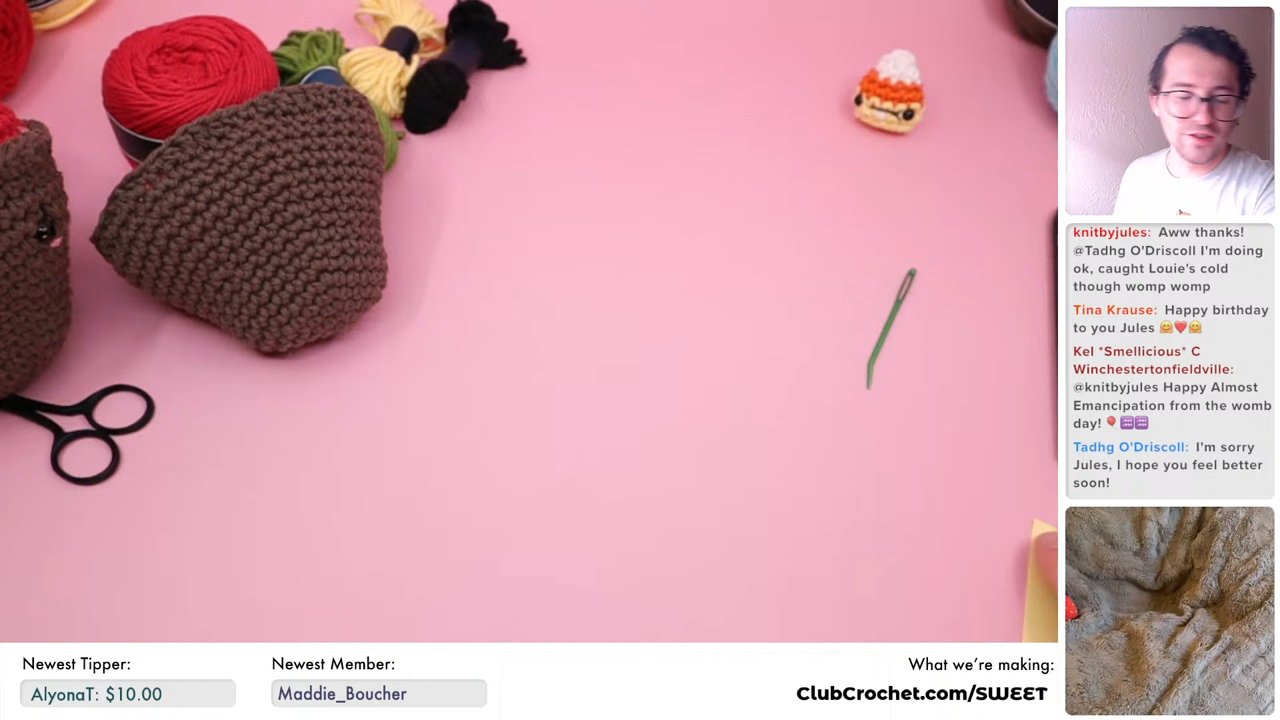 knitbyjules: Aww thanks!
@Tadhg O'Driscoll I'm doing
ok, caught Louie's cold
though womp womp
Tina Krause: Happy birthday
to you Jules 🤗❤️🤗
Kel *Smellicious* C
Winchestertonfieldville:
@knitbyjules Happy Almost
Emancipation from the womb
day! 🎈♒♒
Tadhg O'Driscoll: I'm sorry
Jules, I hope you feel better
soon!
Newest Tipper:
AlyonaT: $10.00
Newest Member:
Maddie_Boucher
What we're making:
ClubCrochet.com/SWEET